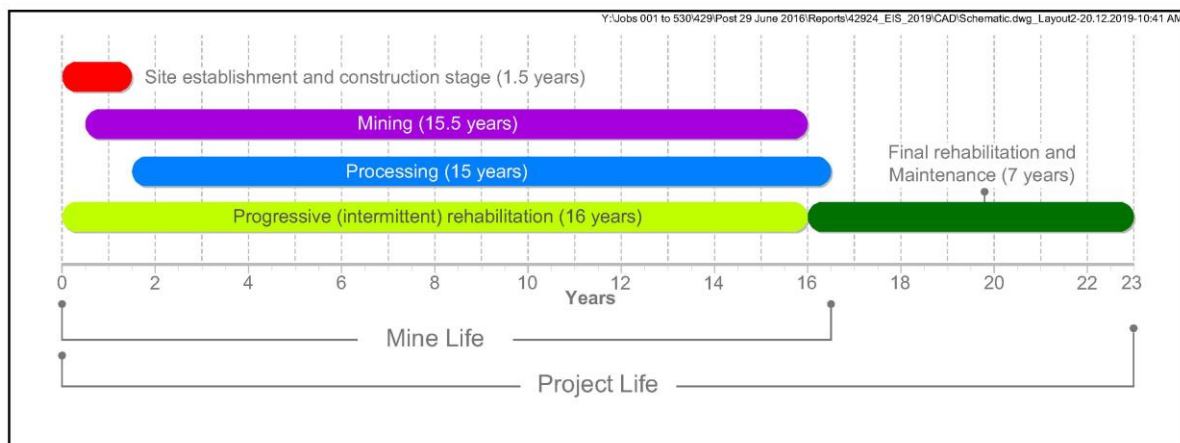 Y:\Jobs 001 to 530\429\Post 29 June 2016\Reports\42924_EIS_2019\CAD\Schematic.dwg_Layout2-20.12.2019-10:41 AM
Site establishment and construction stage (1.5 years)
Mining (15.5 years)
Processing (15 years)
Final rehabilitation and
Maintenance (7 years)
Progressive (intermittent) rehabilitation (16 years)
0 2 4 6 8 10 12 14 16 18 20 22 23
Years
Mine Life
Project Life